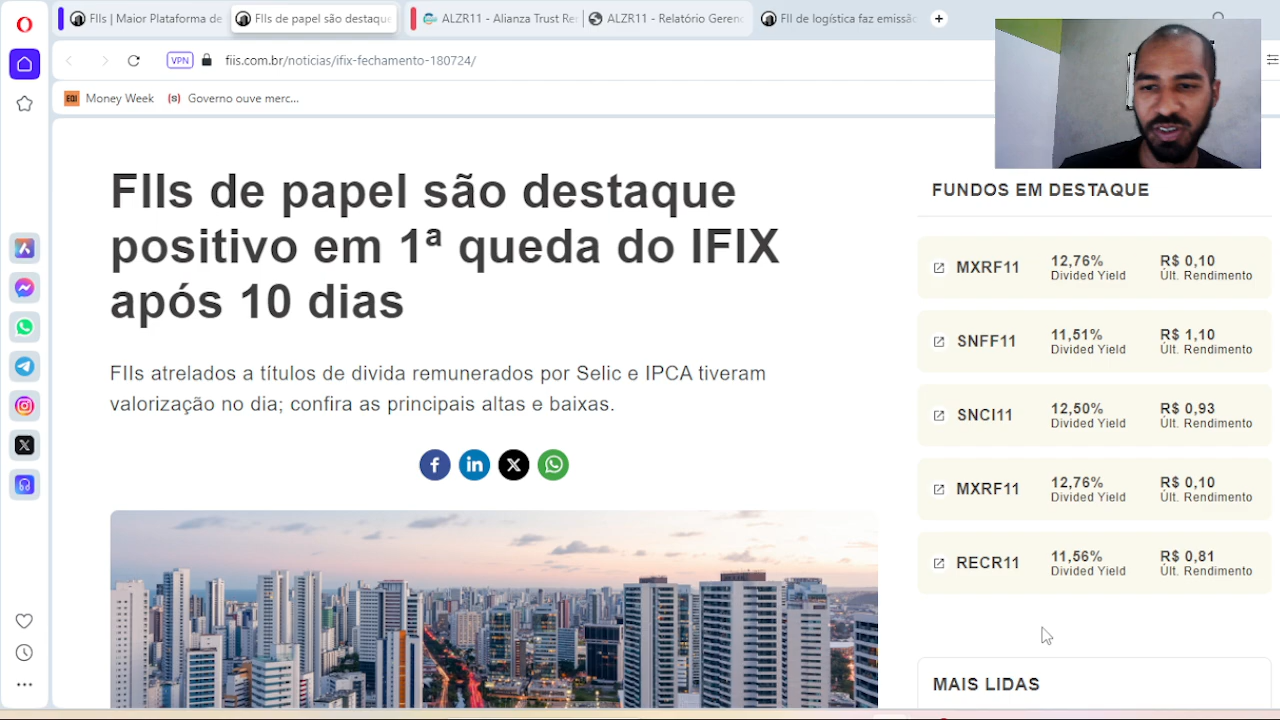 FIIs | Maior Plataforma de
FIIs de papel são destaque
ALZR11 - Alianza Trust Re
ALZR11 - Relatório Gerenc
FII de logística faz emissão
VPN
fiis.com.br/noticias/ifix-fechamento-180724/
EQI Money Week
(s) Governo ouve merc...
FIIs de papel são destaque
positivo em 1ª queda do IFIX
após 10 dias
FIIs atrelados a títulos de divida remunerados por Selic e IPCA tiveram
valorização no dia; confira as principais altas e baixas.
FUNDOS EM DESTAQUE
MXRF11 12,76% R$ 0,10
Divided Yield Últ. Rendimento
SNFF11 11,51% R$ 1,10
Divided Yield Últ. Rendimento
SNCI11 12,50% R$ 0,93
Divided Yield Últ. Rendimento
MXRF11 12,76% R$ 0,10
Divided Yield Últ. Rendimento
RECR11 11,56% R$ 0,81
Divided Yield Últ. Rendimento
MAIS LIDAS